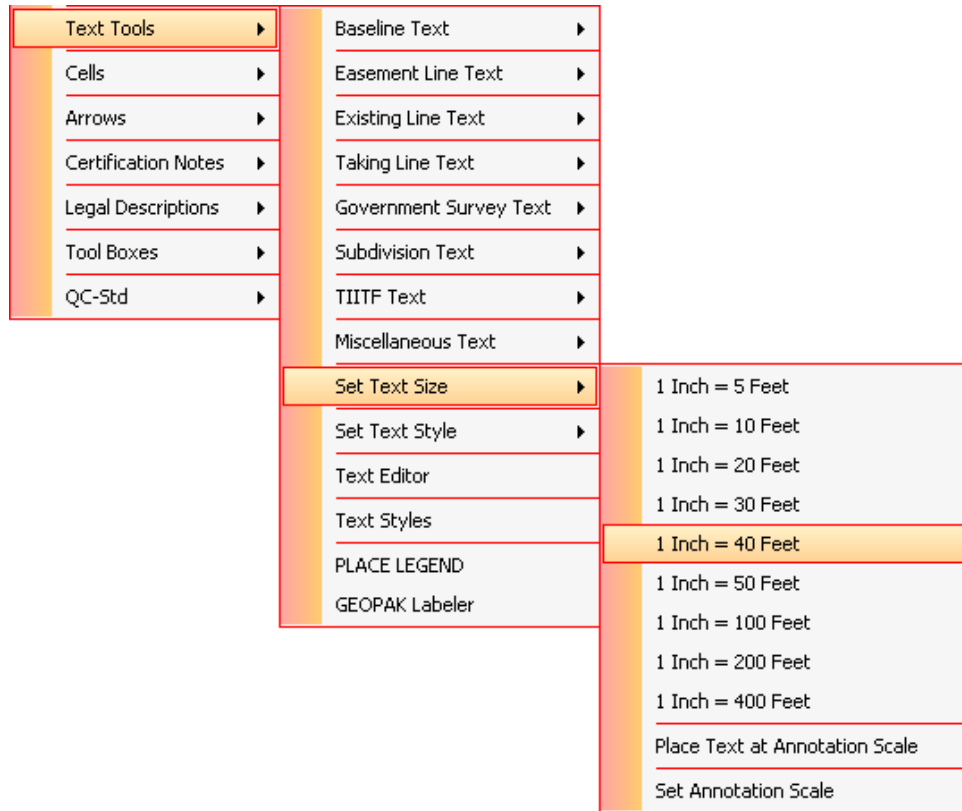 Text Tools
Cells
Arrows
Certification Notes
Legal Descriptions
Tool Boxes
QC-Std
Baseline Text
Easement Line Text
Existing Line Text
Taking Line Text
Government Survey Text
Subdivision Text
TIITF Text
Miscellaneous Text
Set Text Size
Set Text Style
Text Editor
Text Styles
PLACE LEGEND
GEOPAK Labeler
1 Inch = 5 Feet
1 Inch = 10 Feet
1 Inch = 20 Feet
1 Inch = 30 Feet
1 Inch = 40 Feet
1 Inch = 50 Feet
1 Inch = 100 Feet
1 Inch = 200 Feet
1 Inch = 400 Feet
Place Text at Annotation Scale
Set Annotation Scale